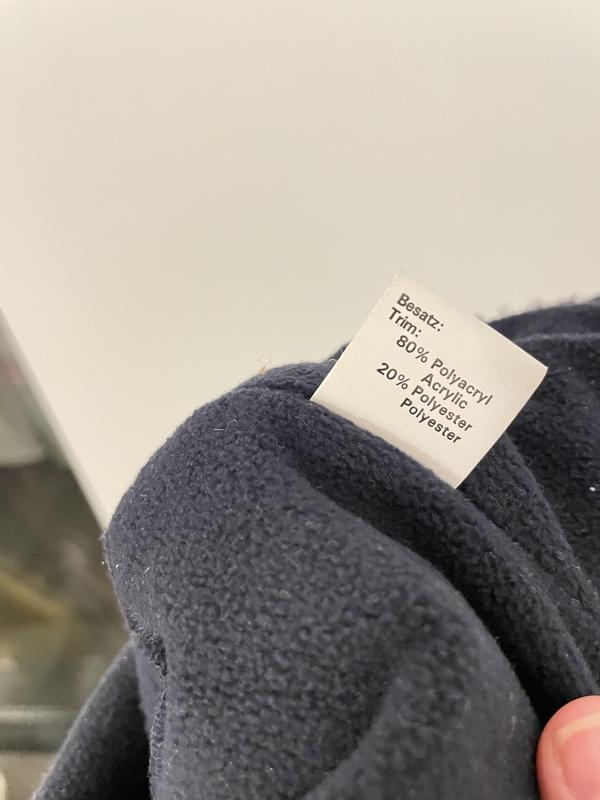 Besatz:
Trim:
80% Polyacryl
Acrylic
20% Polyester
Polyester